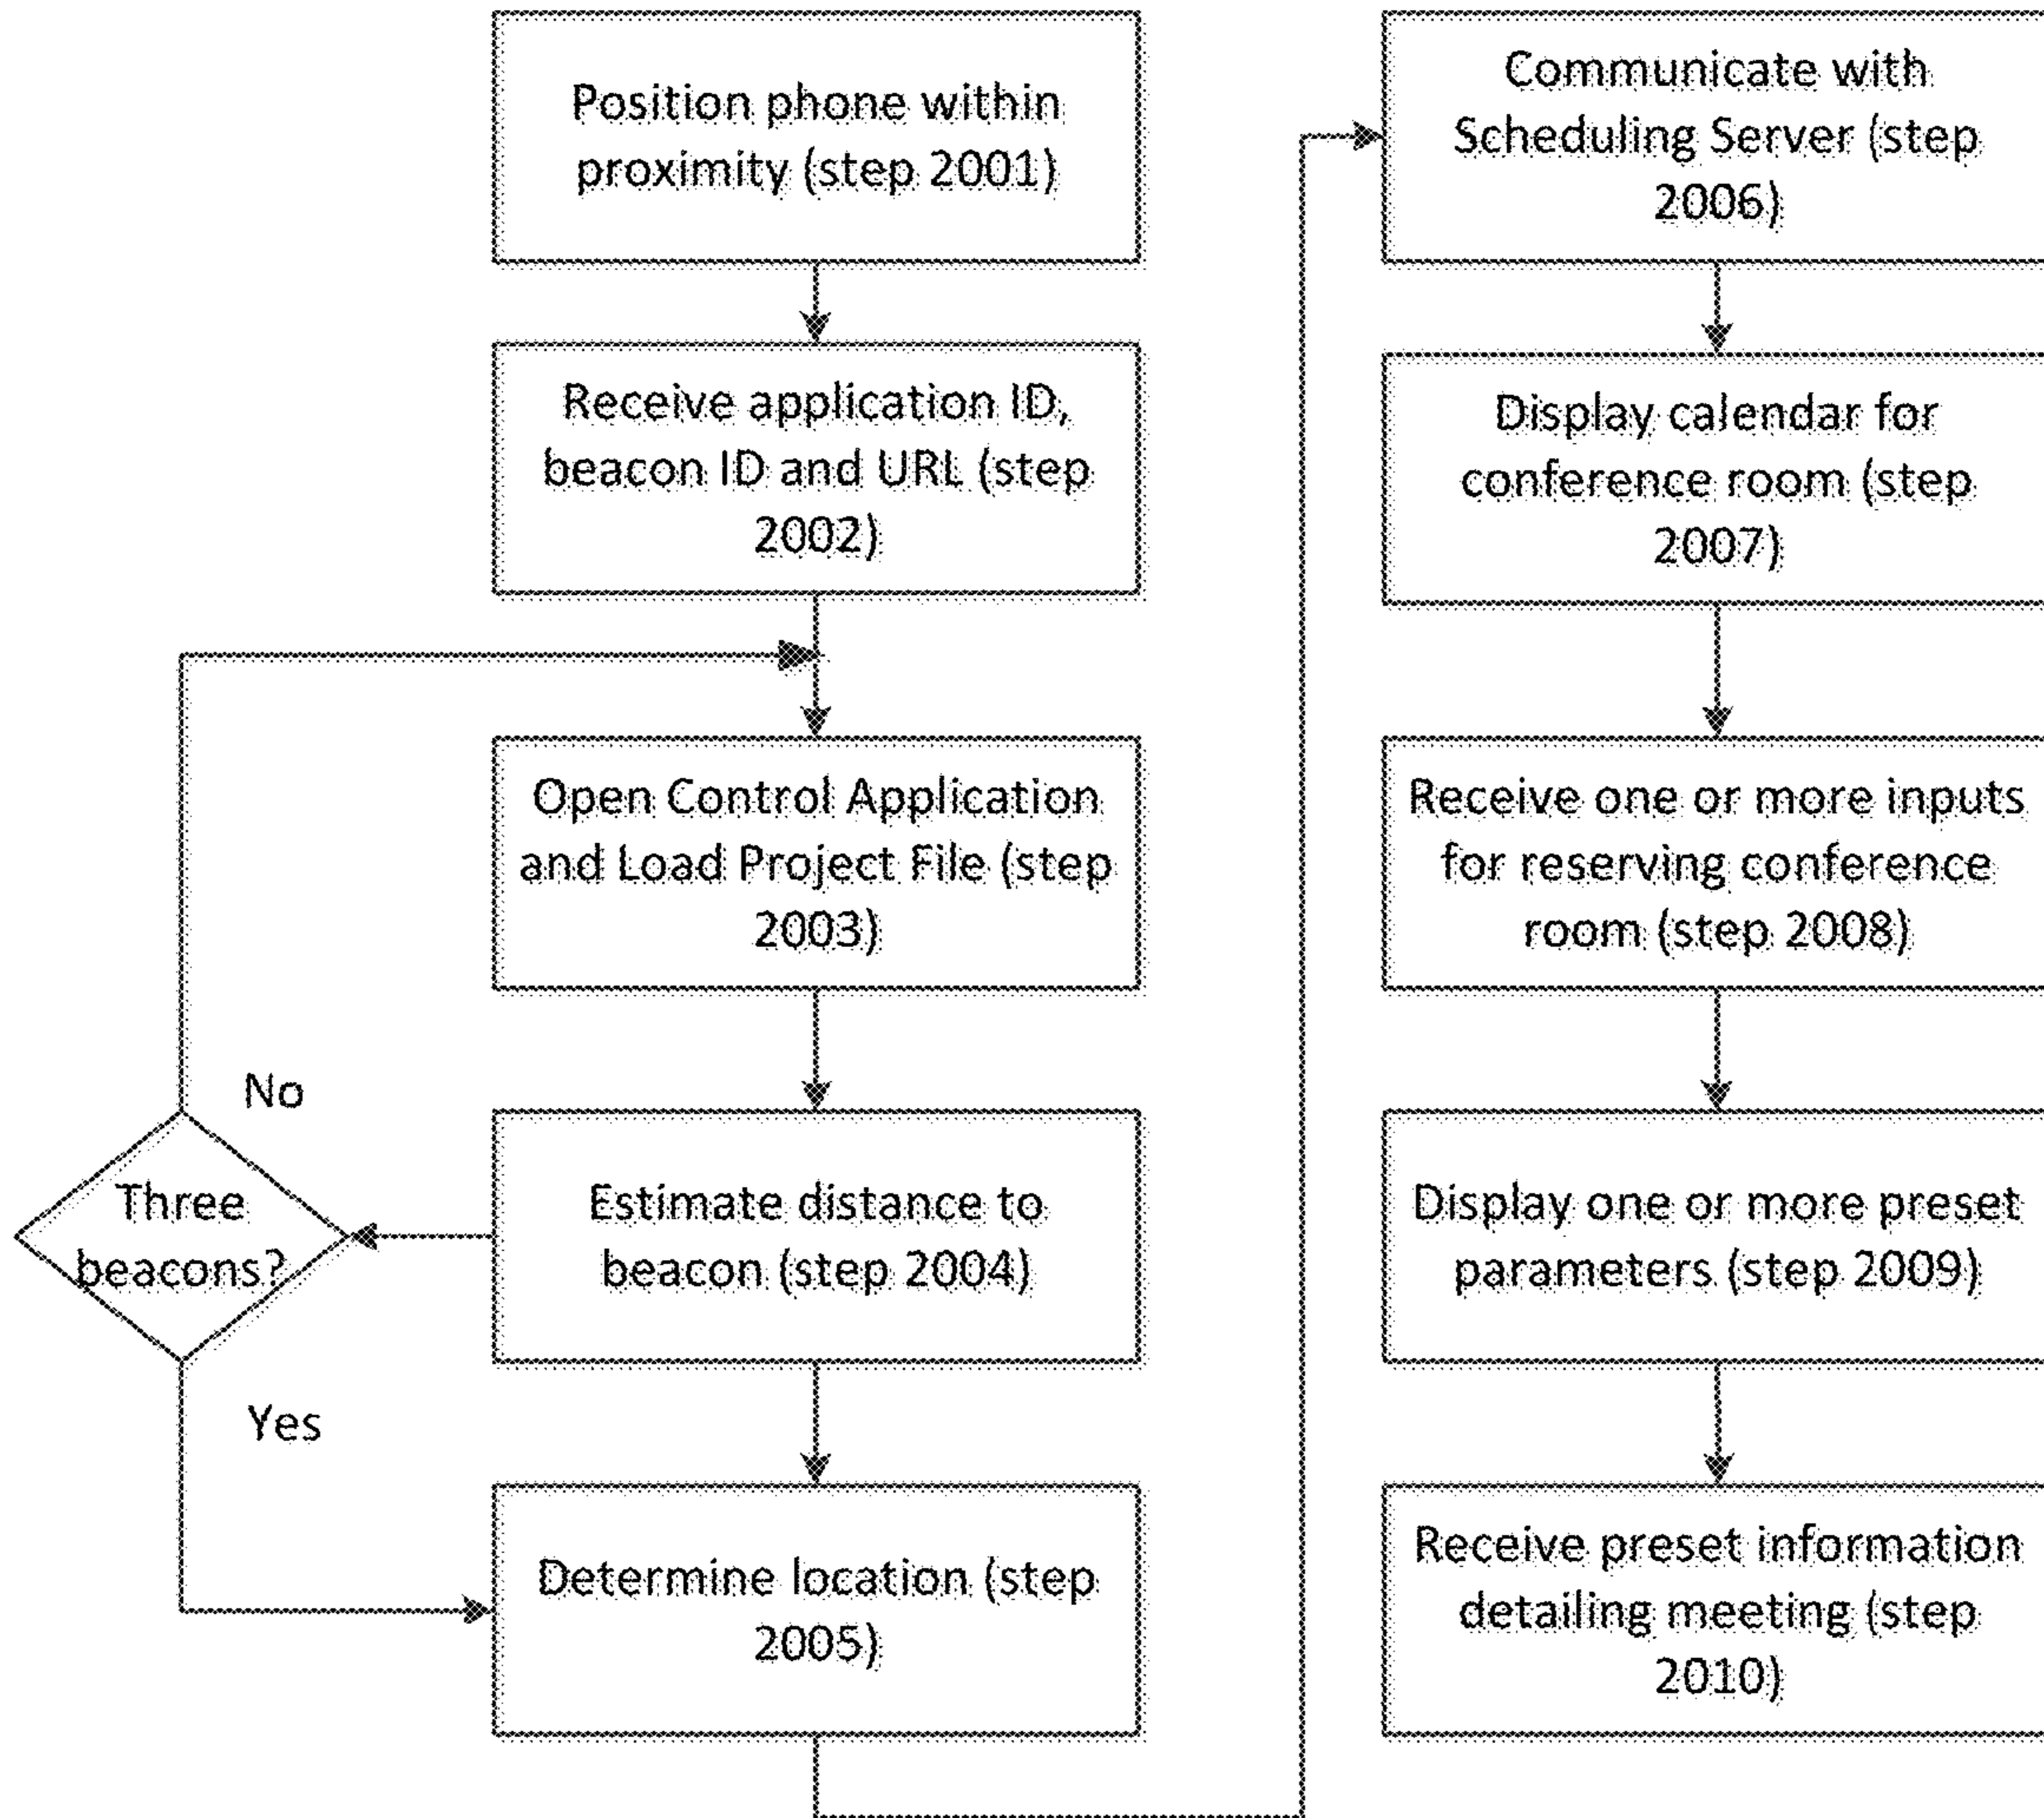 Position phone within
proximity (step 2001)
Receive application ID,
beacon ID and URL (step
2002)
Open Control Application
and Load Project File (step
2003)
No
Three
beacons?
Estimate distance to
beacon (step 2004)
Yes
Determine location (step
2005)
Communicate with
Scheduling Server (step
2006)
Display calendar for
conference room (step
2007)
Receive one or more inputs
for reserving conference
room (step 2008)
Display one or more preset
parameters (step 2009)
Receive preset information
detailing meeting (step
2010)